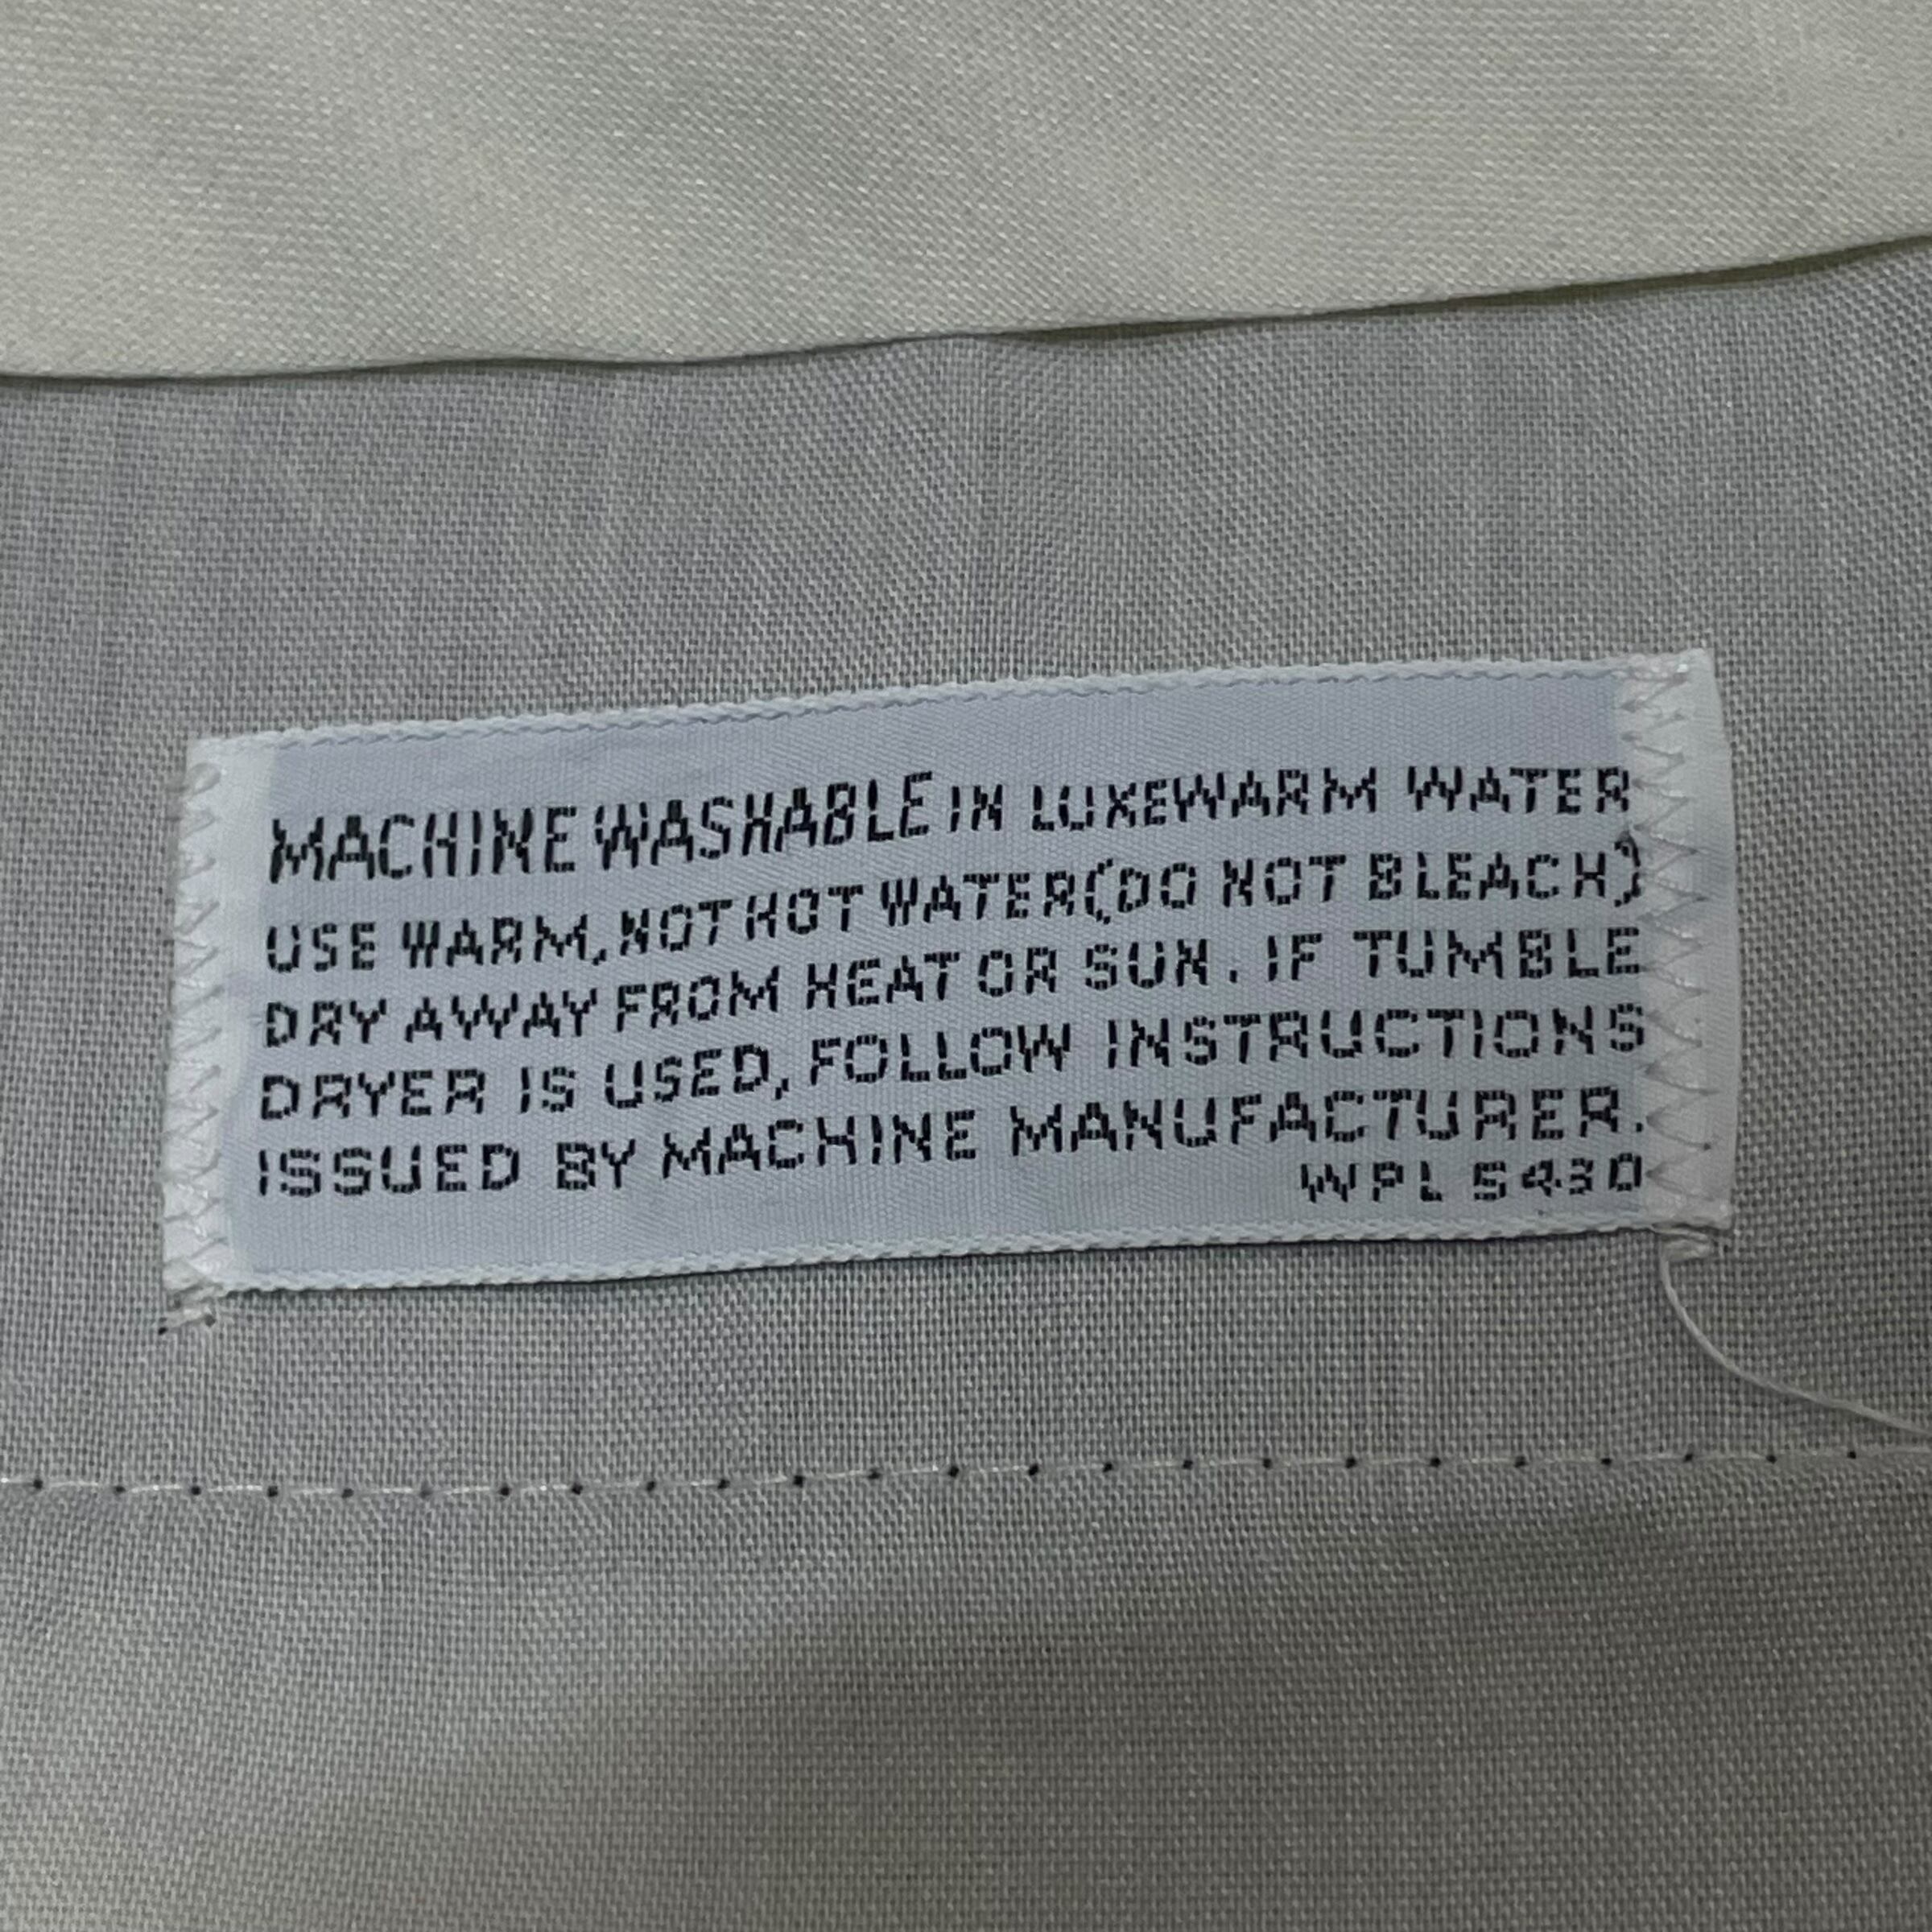 MACHINE WASHABLE IN LUKEWARM WATER
USE WARM, NOT HOT WATER (DO NOT BLEACH)
DRY AWAY FROM HEAT OR SUN. IF TUMBLE
DRYER IS USED, FOLLOW INSTRUCTIONS
ISSUED BY MACHINE MANUFACTURER.
WPL 5430